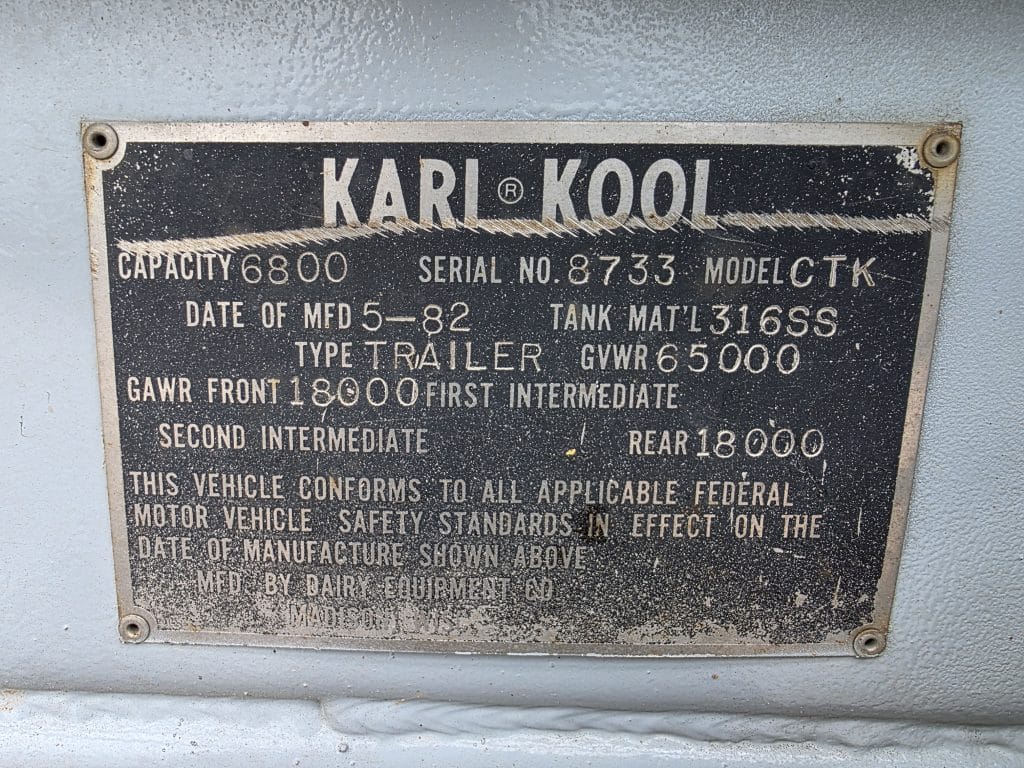 KARI ® KOOL
CAPACITY 6800 SERIAL NO. 8733 MODEL CTK
DATE OF MFD 5-82 TANK MAT'L 316SS
TYPE TRAILER GVWR 65000
GAWR FRONT 18000 FIRST INTERMEDIATE
SECOND INTERMEDIATE REAR 18000
THIS VEHICLE CONFORMS TO ALL APPLICABLE FEDERAL
MOTOR VEHICLE SAFETY STANDARDS IN EFFECT ON THE
DATE OF MANUFACTURE SHOWN ABOVE
MFD. BY DAIRY EQUIPMENT CO.
MADISON, WIS.